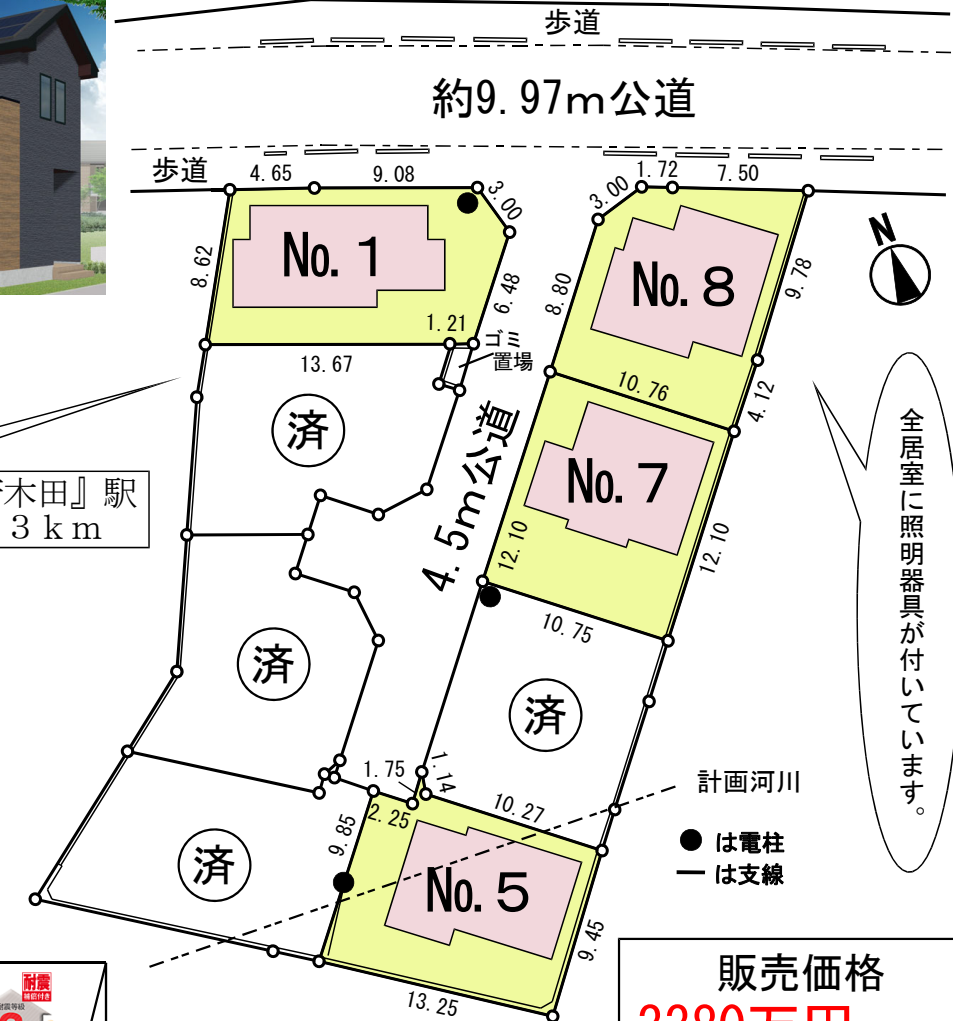 歩道
約9.97m公道
歩道
4.65
9.08
3.00
3.00
1.72
7.50
8.62
No.1
6.48
8.80
No.8
9.78
N
1.21
ゴミ
置場
13.67
10.76
4.12
済
4.5m公道
No.7
12.10
12.10
全居室に照明器具が付いています。
木田』駅
3km
10.75
済
済
1.75
1.14
2.25
10.27
計画河川
9.85
●は電柱
ーは支線
済
No.5
9.45
13.25
耐震
販売価格